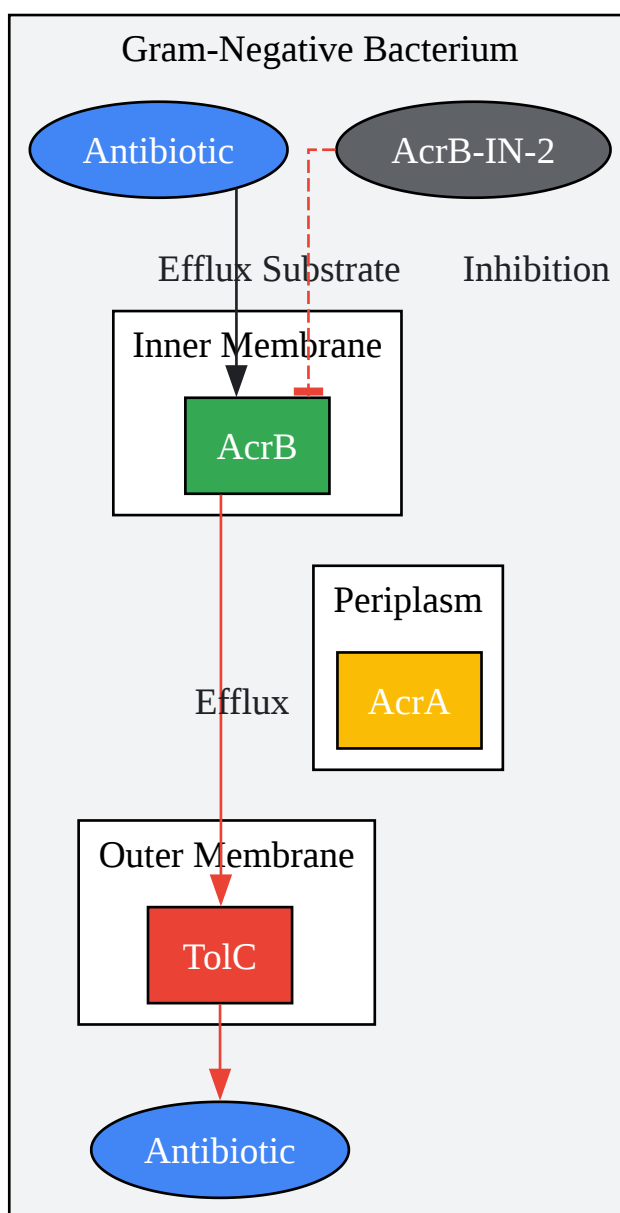 Gram-Negative Bacterium
Antibiotic
AcrB-IN-2
Efflux Substrate
Inhibition
Inner Membrane
AcrB
Periplasm
AcrA
Efflux
Outer Membrane
TolC
Antibiotic